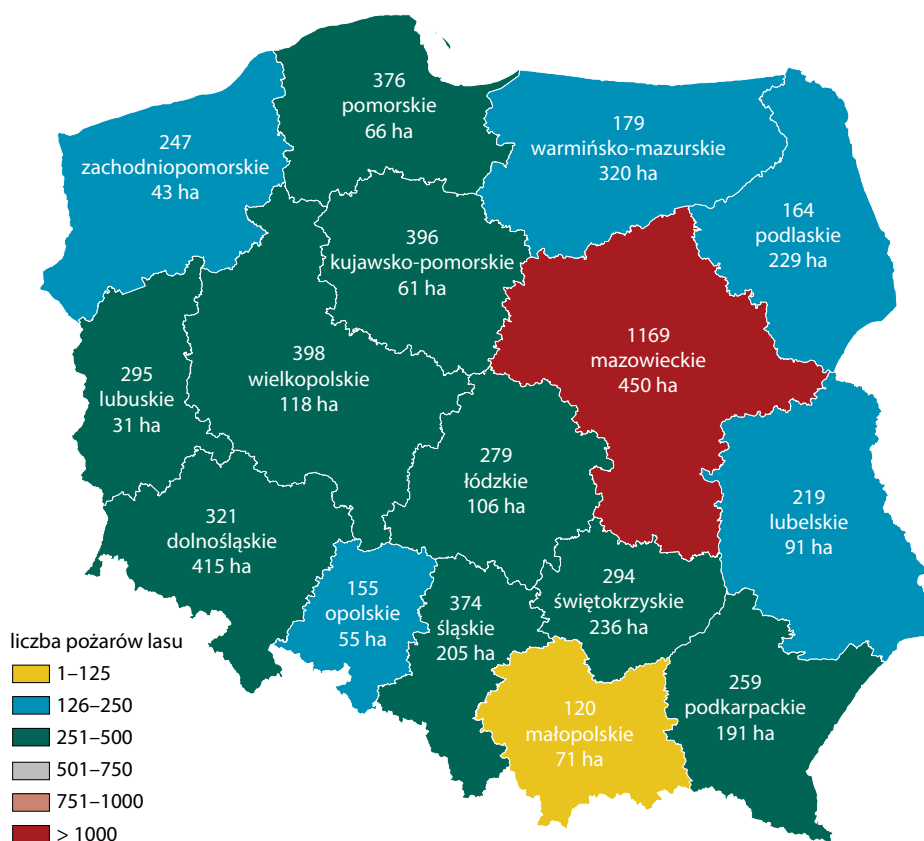 376
pomorskie
66 ha
247
zachodniopomorskie
43 ha
179
warmińsko-mazurskie
320 ha
164
podlaskie
229 ha
396
kujawsko-pomorskie
61 ha
1169
mazowieckie
450 ha
398
wielkopolskie
118 ha
295
lubuskie
31 ha
279
łódzkie
106 ha
219
lubelskie
91 ha
321
dolnośląskie
415 ha
155
opolskie
55 ha
374
śląskie
205 ha
294
świętokrzyskie
236 ha
259
podkarpackie
191 ha
120
małopolskie
71 ha
liczba pożarów lasu
1–125
126–250
251–500
501–750
751–1000
> 1000